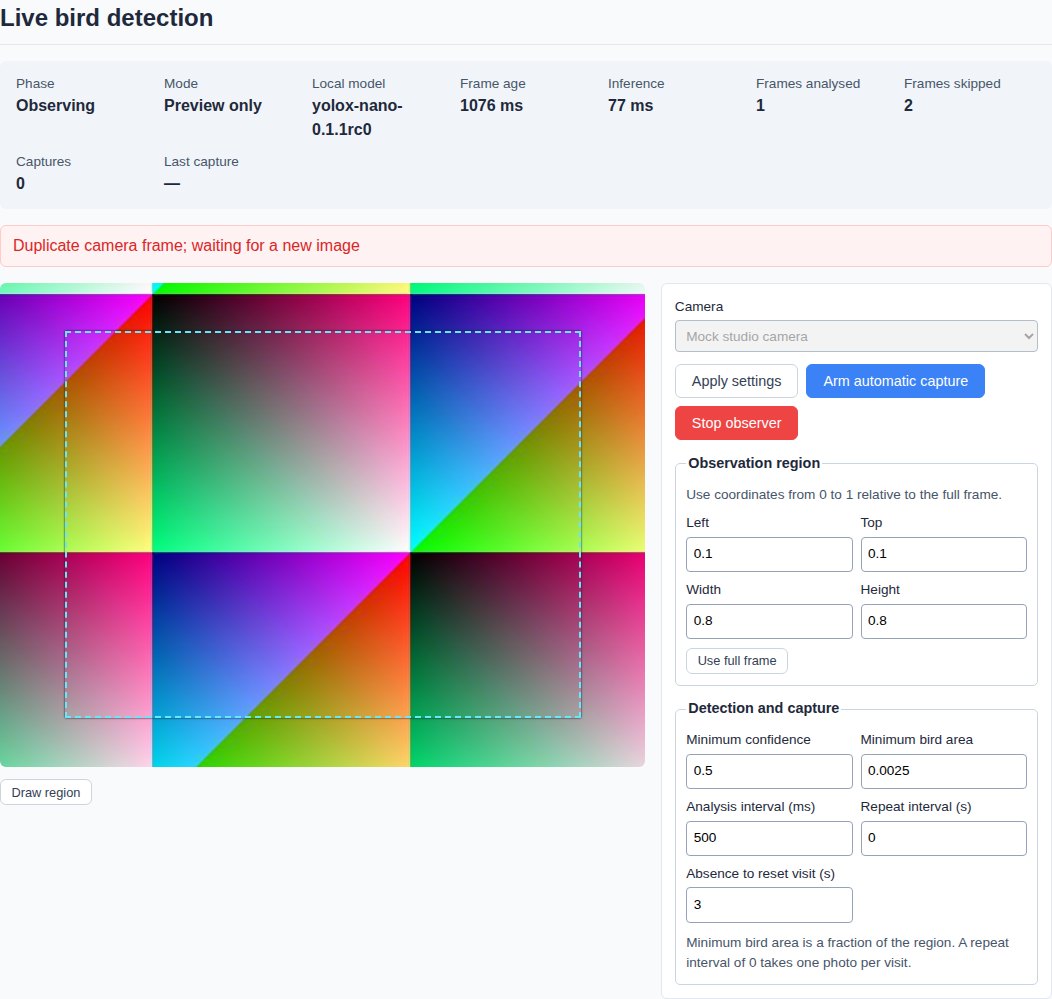 Live bird detection
Phase
Observing
Mode
Preview only
Local model
yolox-nano-
0.1.1rc0
Frame age
1076 ms
Inference
77 ms
Frames analysed
1
Frames skipped
2
Captures
0
Last capture
—
Duplicate camera frame; waiting for a new image
Draw region
Camera
Mock studio camera
Apply settings
Arm automatic capture
Stop observer
Observation region
Use coordinates from 0 to 1 relative to the full frame.
Left
Top
0.1
0.1
Width
Height
0.8
0.8
Use full frame
Detection and capture
Minimum confidence
Minimum bird area
0.5
0.0025
Analysis interval (ms)
Repeat interval (s)
500
0
Absence to reset visit (s)
3
Minimum bird area is a fraction of the region. A repeat
interval of 0 takes one photo per visit.